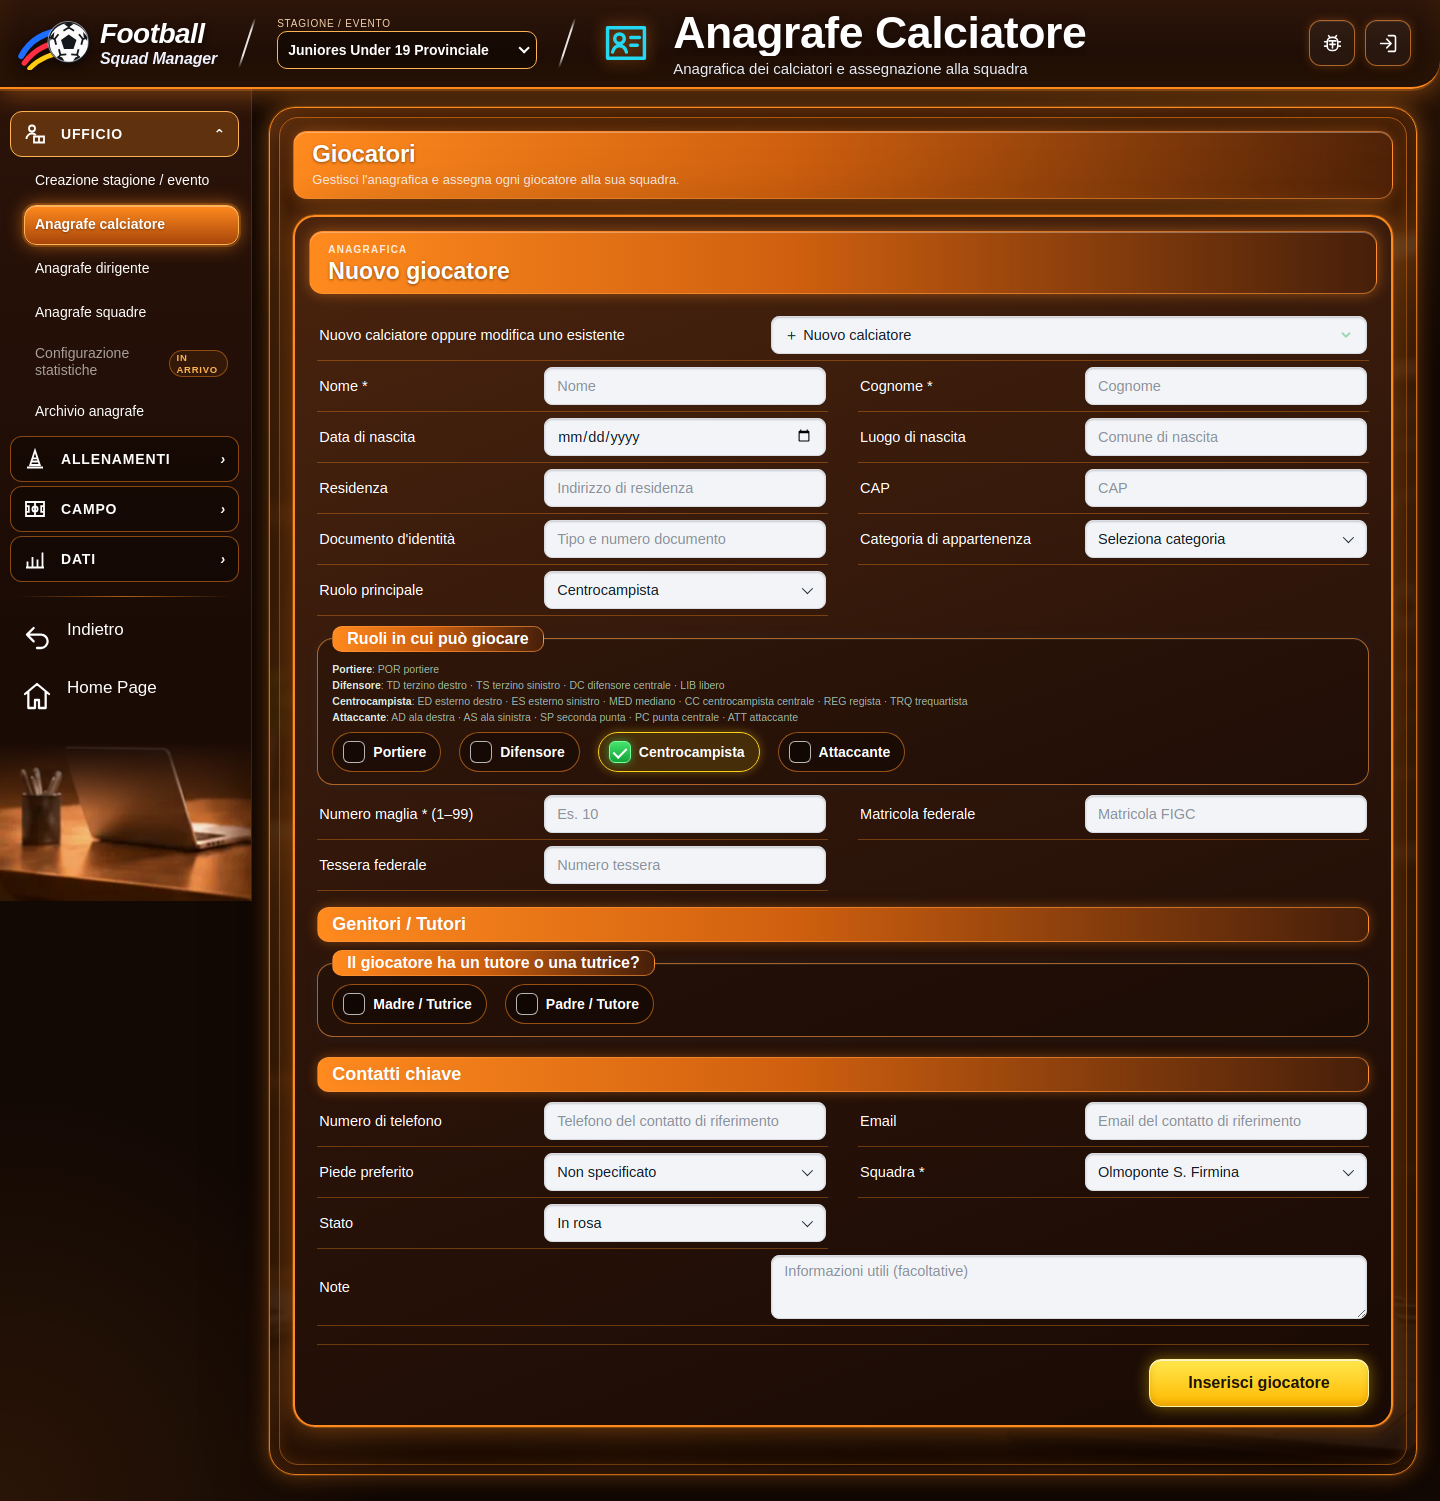 Football
Squad Manager
STAGIONE / EVENTO
Juniores Under 19 Provinciale
Anagrafe Calciatore
Anagrafica dei calciatori e assegnazione alla squadra
UFFICIO
Creazione stagione / evento
Anagrafe calciatore
Anagrafe dirigente
Anagrafe squadre
Configurazione
statistiche
IN
ARRIVO
Archivio anagrafe
ALLENAMENTI
CAMPO
DATI
Indietro
Home Page
Giocatori
Gestisci l'anagrafica e assegna ogni giocatore alla sua squadra.
ANAGRAFICA
Nuovo giocatore
Nuovo calciatore oppure modifica uno esistente
+ Nuovo calciatore
Nome *
Nome
Cognome *
Cognome
Data di nascita
mm/dd/yyyy
Luogo di nascita
Comune di nascita
Residenza
Indirizzo di residenza
CAP
CAP
Documento d'identità
Tipo e numero documento
Categoria di appartenenza
Seleziona categoria
Ruolo principale
Centrocampista
Ruoli in cui può giocare
Portiere: POR portiere
Difensore: TD terzino destro · TS terzino sinistro · DC difensore centrale · LIB libero
Centrocampista: ED esterno destro · ES esterno sinistro · MED mediano · CC centrocampista centrale · REG regista · TRQ trequartista
Attaccante: AD ala destra · AS ala sinistra · SP seconda punta · PC punta centrale · ATT attaccante
Portiere
Difensore
Centrocampista
Attaccante
Numero maglia * (1–99)
Es. 10
Matricola federale
Matricola FIGC
Tessera federale
Numero tessera
Genitori / Tutori
Il giocatore ha un tutore o una tutrice?
Madre / Tutrice
Padre / Tutore
Contatti chiave
Numero di telefono
Telefono del contatto di riferimento
Email
Email del contatto di riferimento
Piede preferito
Non specificato
Squadra *
Olmoponte S. Firmina
Stato
In rosa
Note
Informazioni utili (facoltative)
Inserisci giocatore